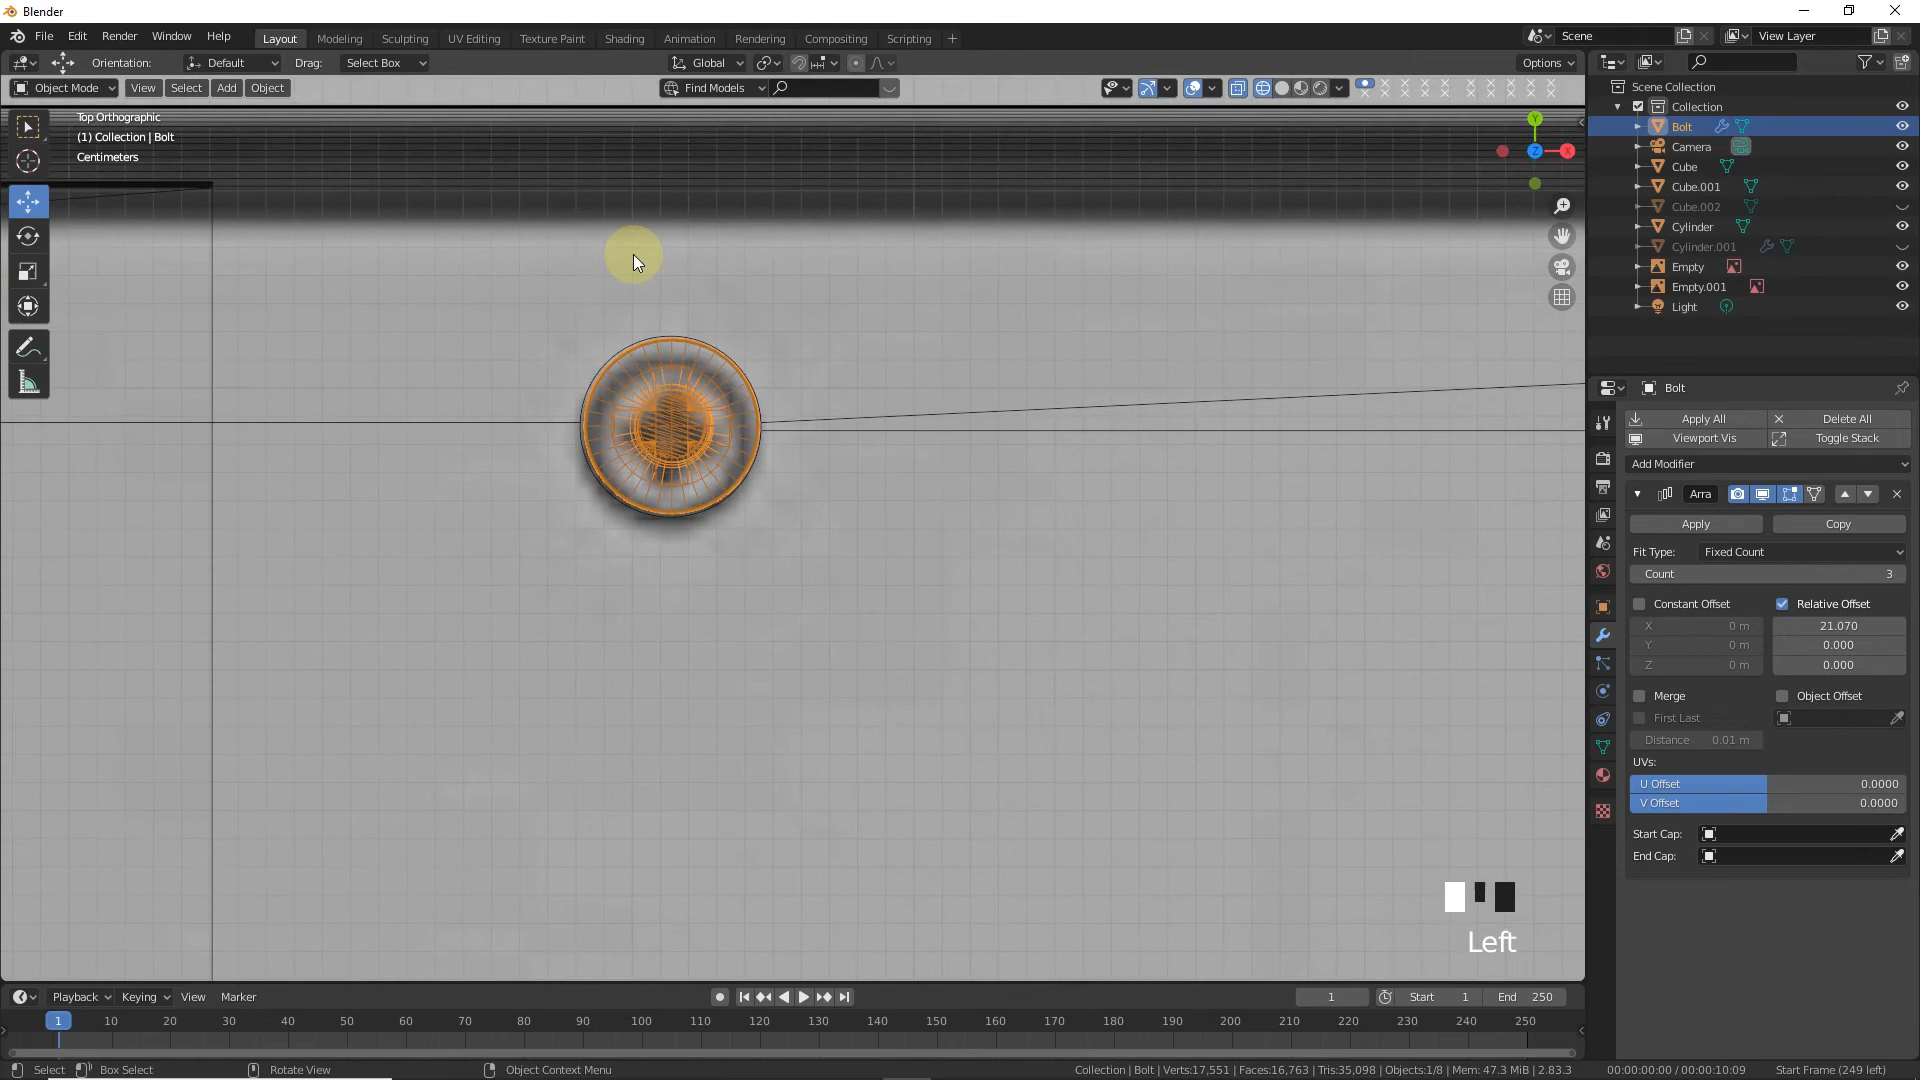 Blender
File Edit Render Window Help Layout Modeling Sculpting UV Editing Texture Paint Shading Animation Rendering Compositing Scripting + Scene View Layer
Orientation: Default Drag: Select Box Global Options
Object Mode View Select Add Object Find Models
Top Orthographic
(1) Collection | Bolt
Centimeters
Y
Z
X
Scene Collection
Collection
Bolt
Camera
Cube
Cube.001
Cube.002
Cylinder
Cylinder.001
Empty
Empty.001
Light
Bolt
Apply All Delete All
Viewport Vis Toggle Stack
Add Modifier
Arra
Apply Copy
Fit Type: Fixed Count
Count 3
Constant Offset Relative Offset
X 0 m 21.070
Y 0 m 0.000
Z 0 m 0.000
Merge Object Offset
First Last
Distance 0.01 m
UVs:
U Offset 0.0000
V Offset 0.0000
Start Cap:
End Cap:
Left
Playback Keying View Marker 1 Start 1 End 250
1 10 20 30 40 50 60 70 80 90 100 110 120 130 140 150 160 170 180 190 200 210 220 230 240 250
Select Box Select Rotate View Object Context Menu Collection | Bolt | Verts:17,551 | Faces:16,763 | Tris:35,098 | Objects:1/8 | Mem: 47.3 MiB | 2.83.3 00:00:00:00 / 00:00:10:09 Start Frame (249 left)